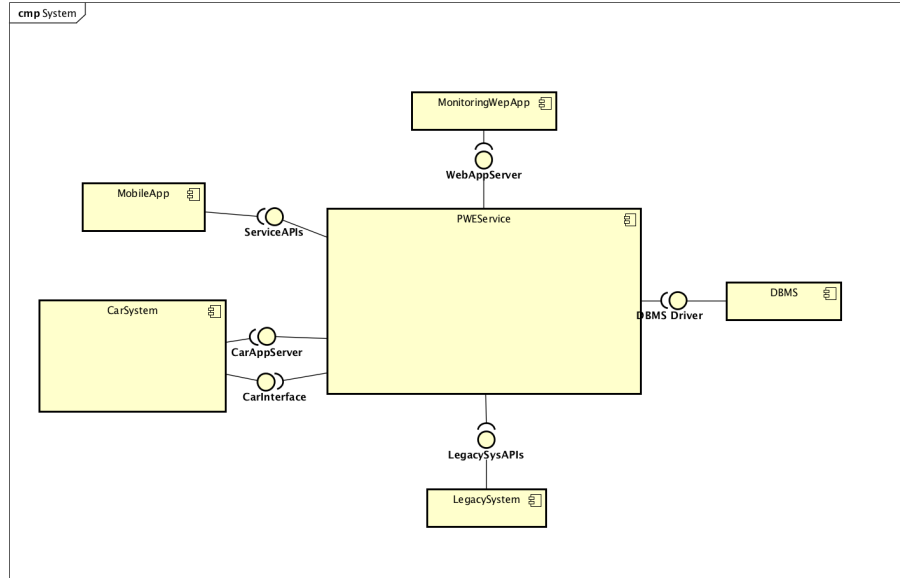 cmp System
MonitoringWepApp
WebAppServer
MobileApp
ServiceAPIs
PWEService
CarSystem
CarAppServer
CarInterface
DBMS
DBMS Driver
LegacySysAPIs
LegacySystem